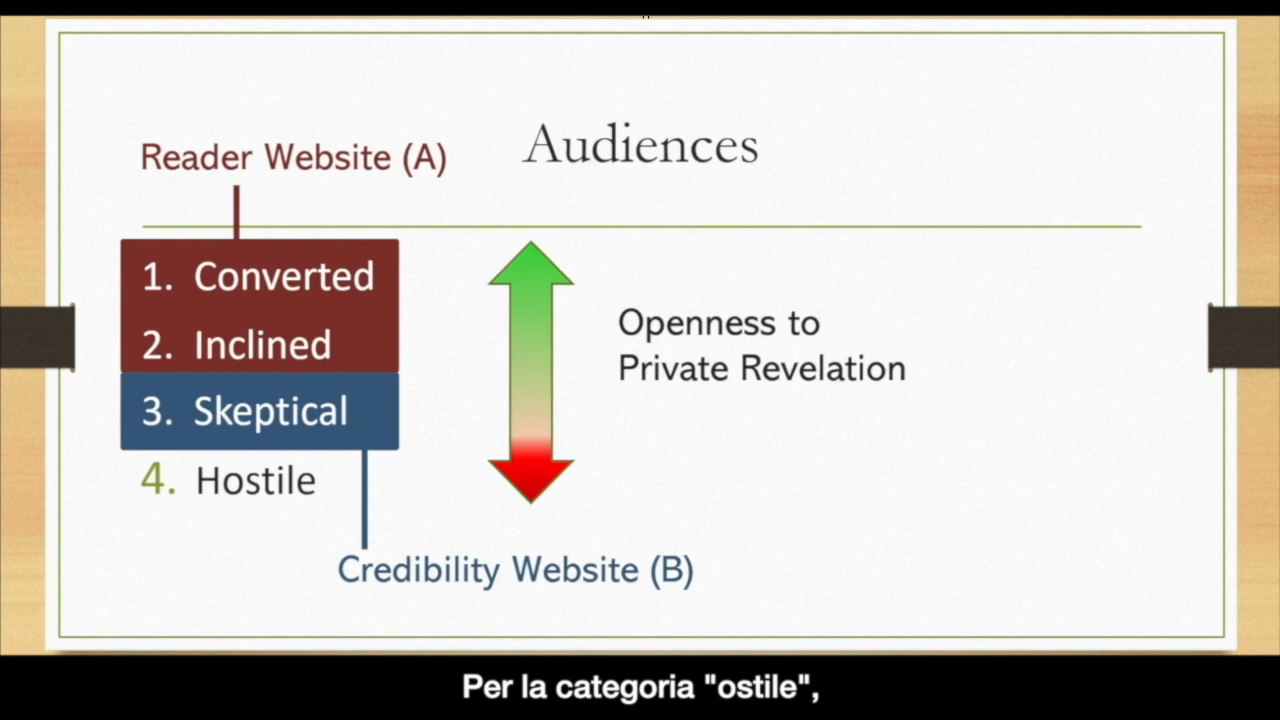 Audiences
Reader Website (A)
1. Converted
2. Inclined
3. Skeptical
4. Hostile
Openness to
Private Revelation
Credibility Website (B)
Per la categoria "ostile",